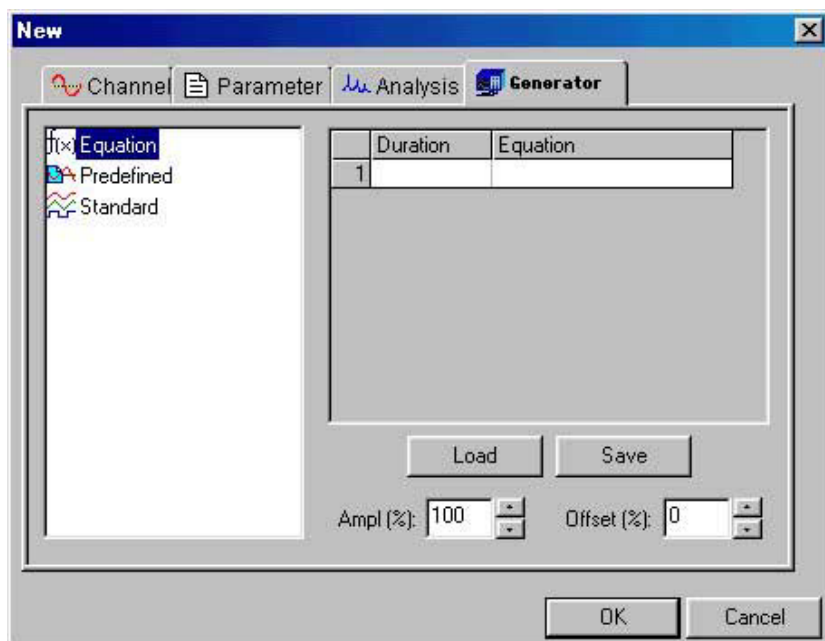 New
Channel Parameter Analysis Generator
f(x) Equation
Predefined
Standard
Duration Equation
1
Load Save
Ampl (%): 100 Offset (%): 0
OK Cancel